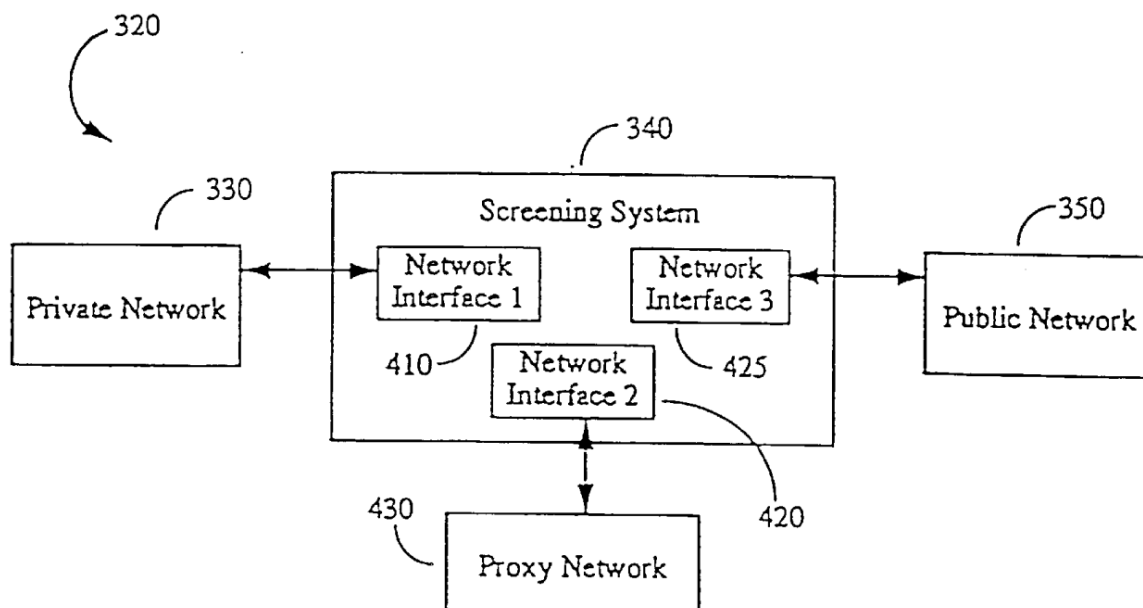 320
340
330
350
Screening System
Network
Interface 1
Network
Interface 3
Private Network
Public Network
410
425
Network
Interface 2
420
430
Proxy Network